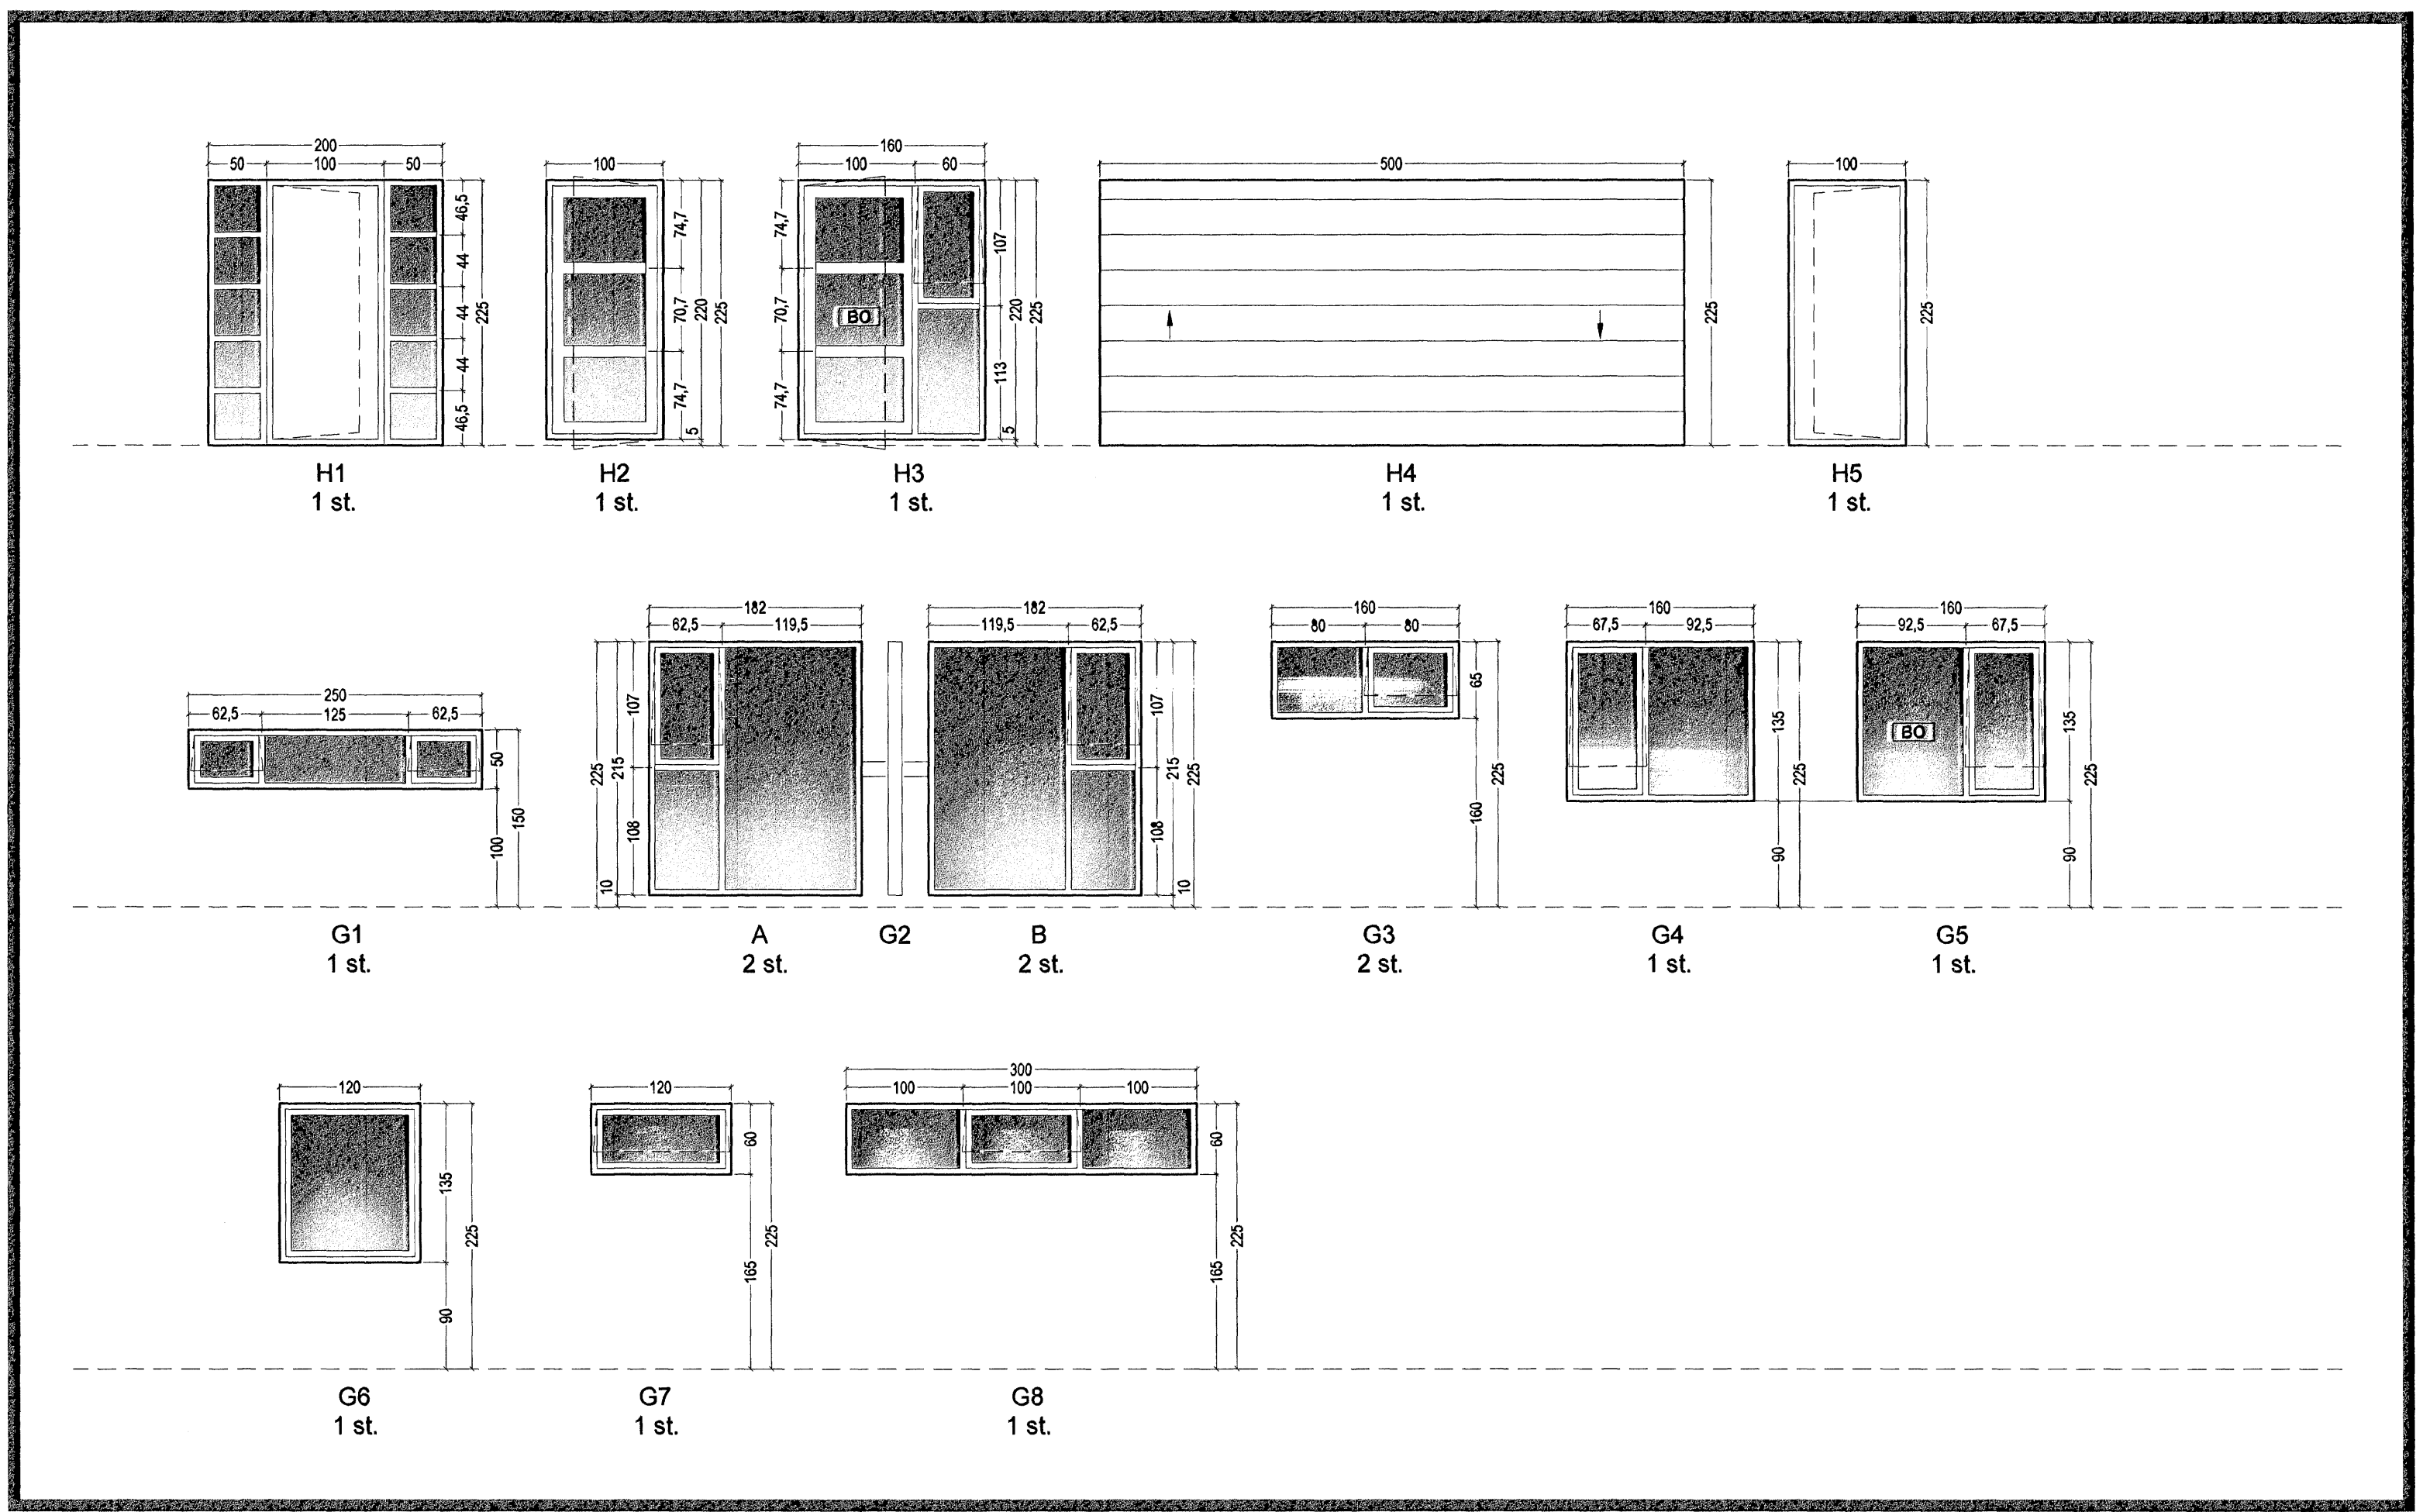 200
50 100 50
46,5
44
44
44
46,5
225
H1
1 st.
100
74,7
70,7
74,7
5
220
225
H2
1 st.
160
100 60
74,7
70,7
74,7
BO
107
113
5
220
225
H3
1 st.
500
225
H4
1 st.
100
225
H5
1 st.
250
62,5 125 62,5
50
100
150
G1
1 st.
182
62,5 119,5
225
215
10
107
108
A
2 st.
G2
182
119,5 62,5
107
108
215
10
225
B
2 st.
160
80 80
65
160
225
G3
2 st.
160
67,5 92,5
135
90
225
G4
1 st.
160
92,5 67,5
BO
135
90
225
G5
1 st.
120
135
90
225
G6
1 st.
120
60
165
225
G7
1 st.
300
100 100 100
60
165
225
G8
1 st.